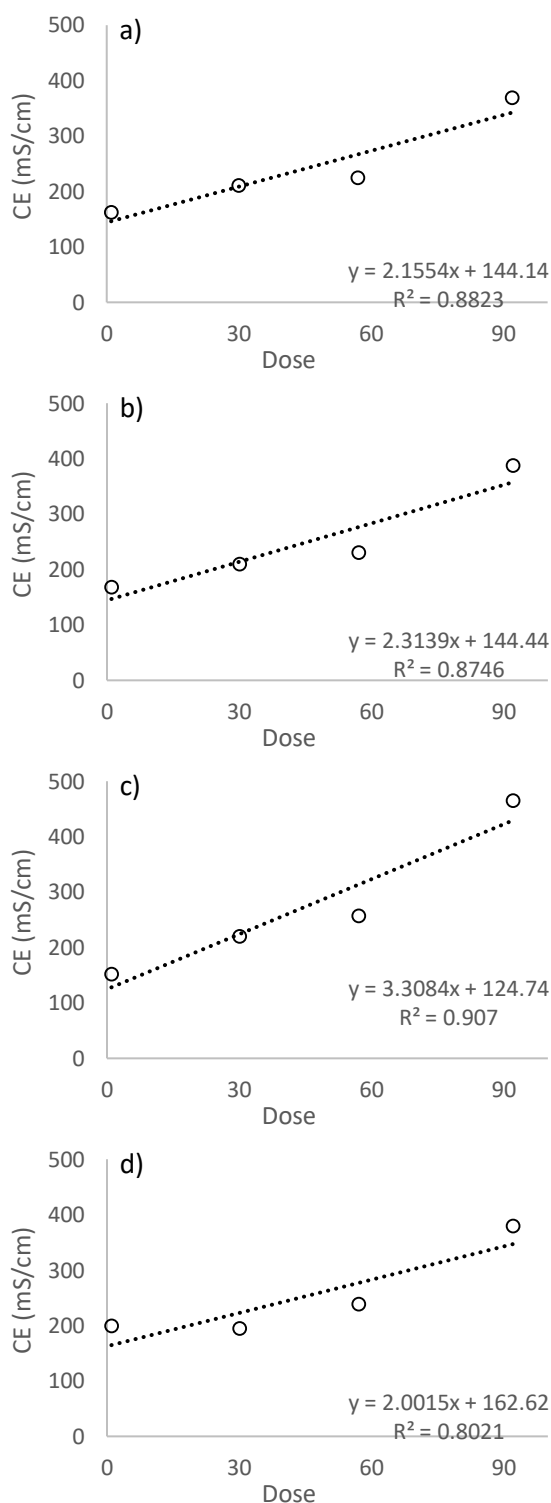 a)
500
400
300
200
100
0
CE (mS/cm)
y = 2.1554x + 144.14
R² = 0.8823
0 30 60 90
Dose
b)
500
400
300
200
100
0
CE (mS/cm)
y = 2.3139x + 144.44
R² = 0.8746
0 30 60 90
Dose
c)
500
400
300
200
100
0
CE (mS/cm)
y = 3.3084x + 124.74
R² = 0.907
0 30 60 90
Dose
d)
500
400
300
200
100
0
CE (mS/cm)
y = 2.0015x + 162.62
R² = 0.8021
0 30 60 90
Dose